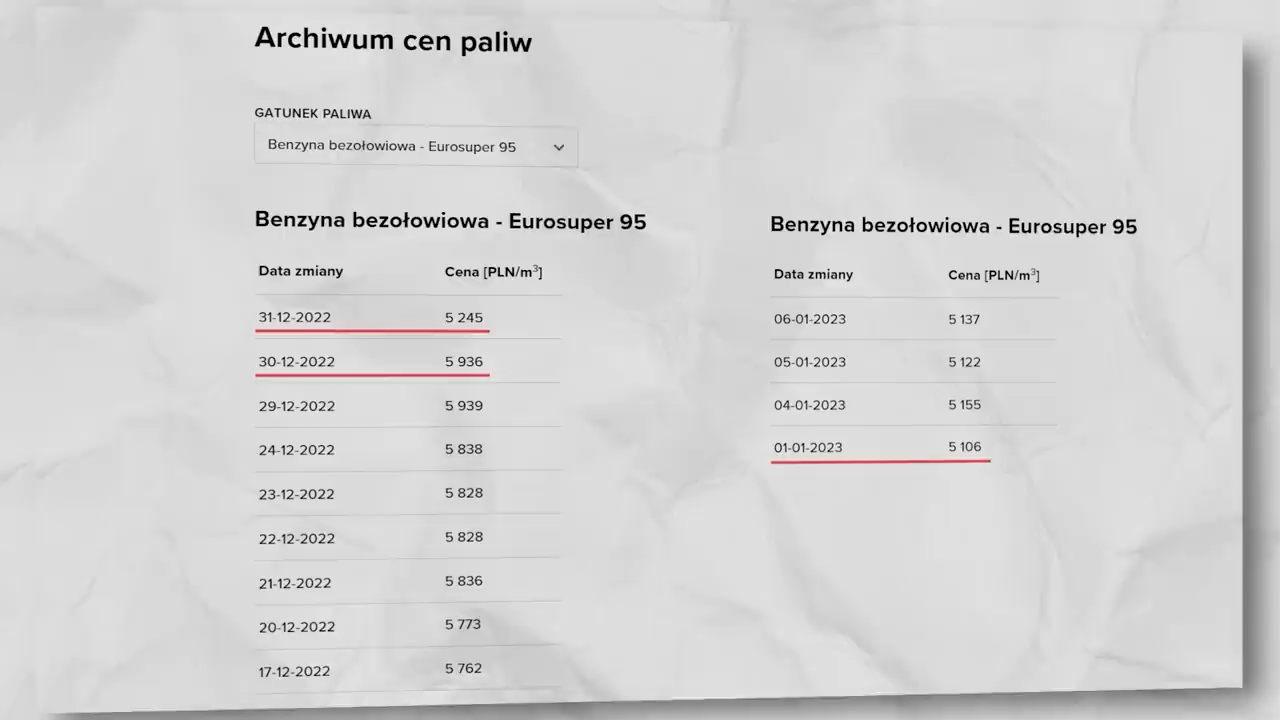 Archiwum cen paliw
GATUNEK PALIWA
Benzyna bezołowiowa - Eurosuper 95
Benzyna bezołowiowa - Eurosuper 95
Data zmiany Cena [PLN/m³]
31-12-2022 5 245
30-12-2022 5 936
29-12-2022 5 939
24-12-2022 5 838
23-12-2022 5 828
22-12-2022 5 828
21-12-2022 5 836
20-12-2022 5 773
17-12-2022 5 762
Benzyna bezołowiowa - Eurosuper 95
Data zmiany Cena [PLN/m³]
06-01-2023 5 137
05-01-2023 5 122
04-01-2023 5 155
01-01-2023 5 106